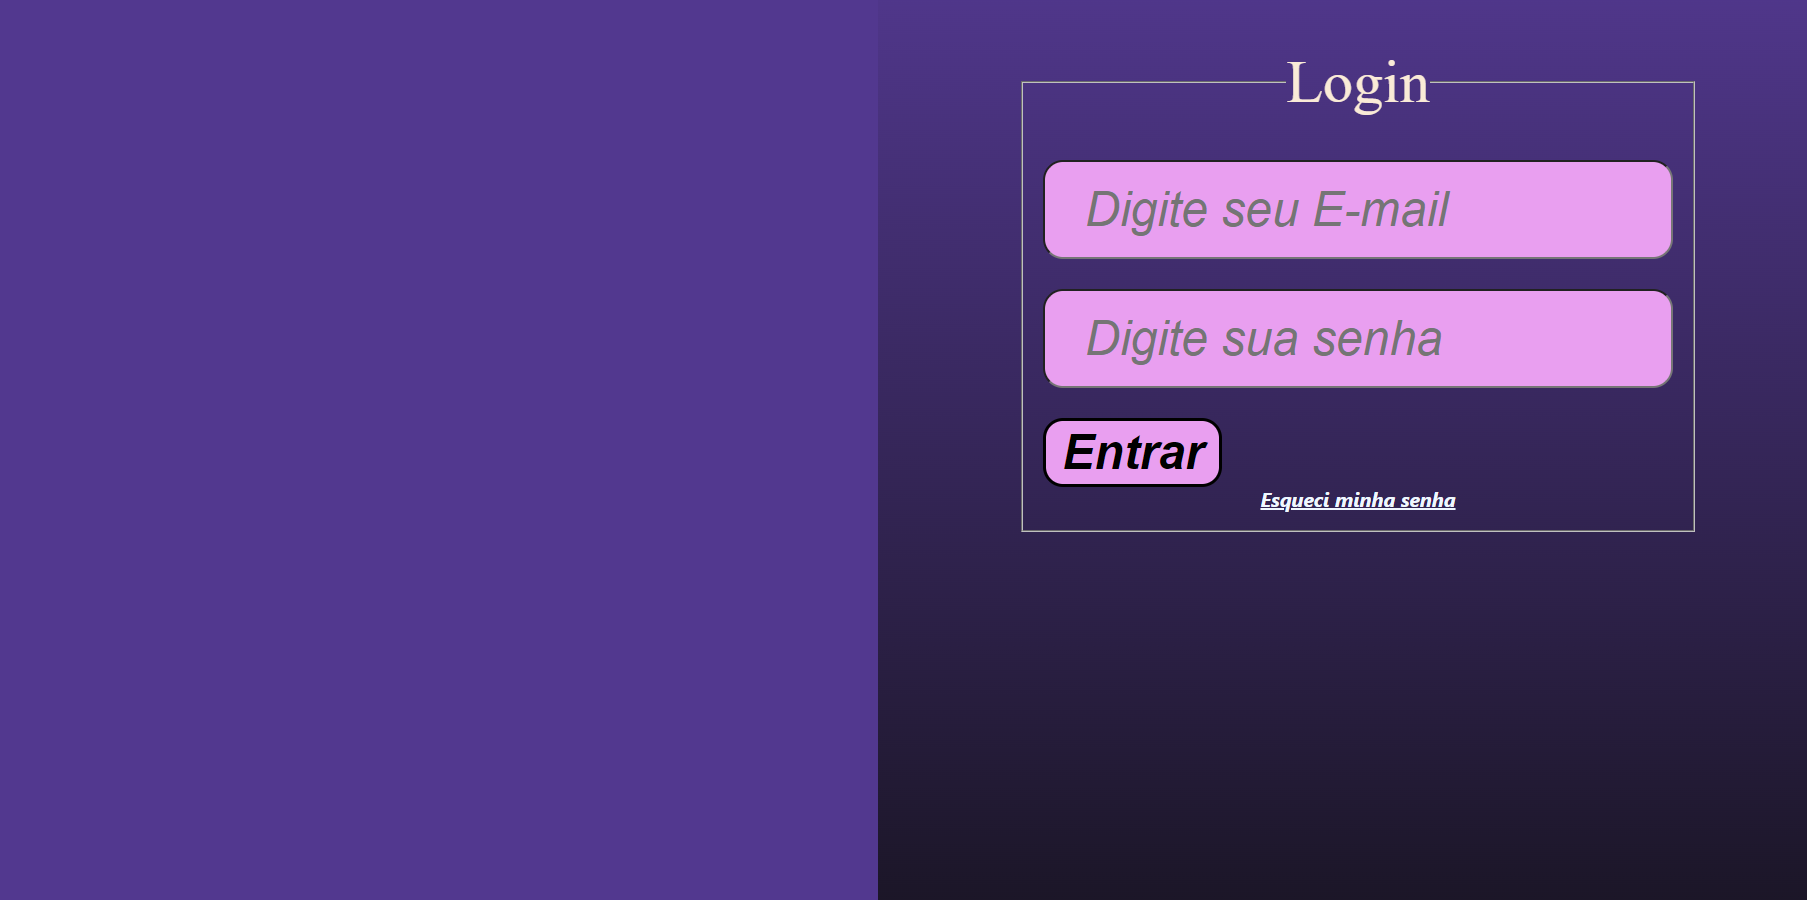 Login
Digite seu E-mail
Digite sua senha
Entrar
Esqueci minha senha